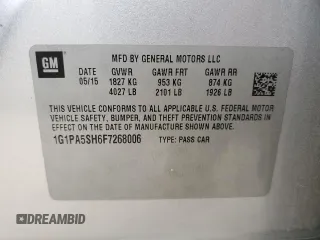 GM
MFD BY GENERAL MOTORS LLC
05/15 GVWR GAWR FRT GAWR RR
1827 KG 953 KG 874 KG
4027 LB 2101 LB 1926 LB
THIS VEHICLE CONFORMS TO ALL APPLICABLE U.S. FEDERAL MOTOR
VEHICLE SAFETY, BUMPER, AND THEFT PREVENTION STANDARDS
IN EFFECT ON THE DATE OF MANUFACTURE SHOWN ABOVE.
1G1PA5SH6F7268006 TYPE: PASS CAR
DREAMBID